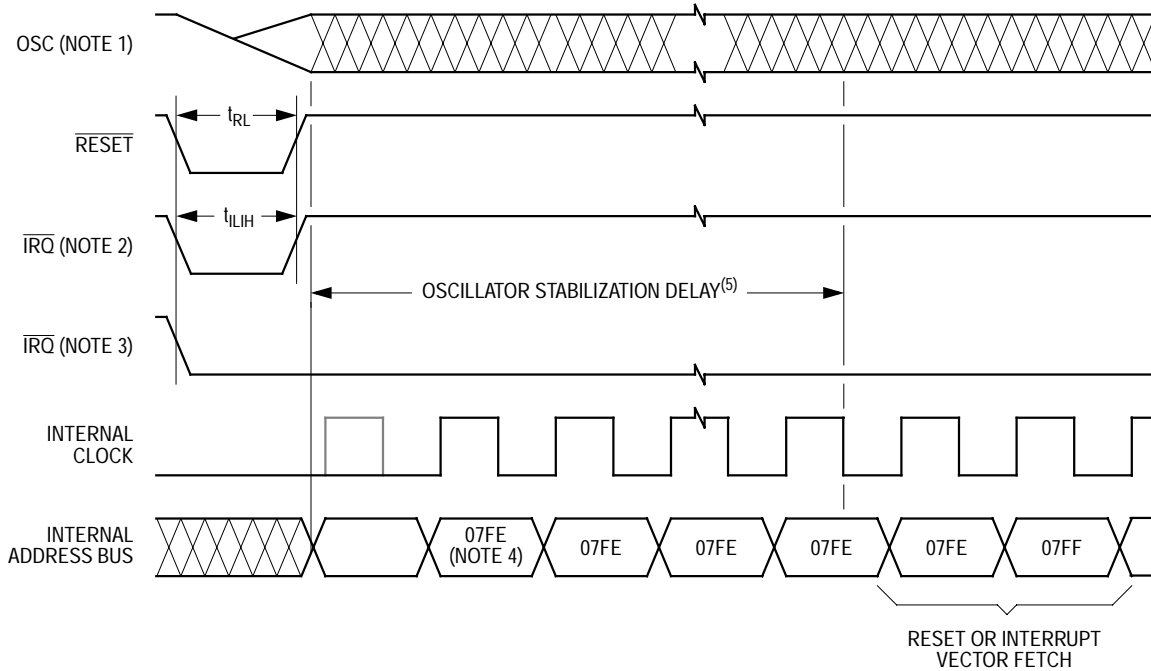 OSC (NOTE 1)
tRL
RESET
tILIH
IRQ (NOTE 2)
OSCILLATOR STABILIZATION DELAY(5)
IRQ (NOTE 3)
INTERNAL
CLOCK
INTERNAL
ADDRESS BUS
07FE
(NOTE 4)
07FE
07FE
07FE
07FE
07FF
RESET OR INTERRUPT
VECTOR FETCH